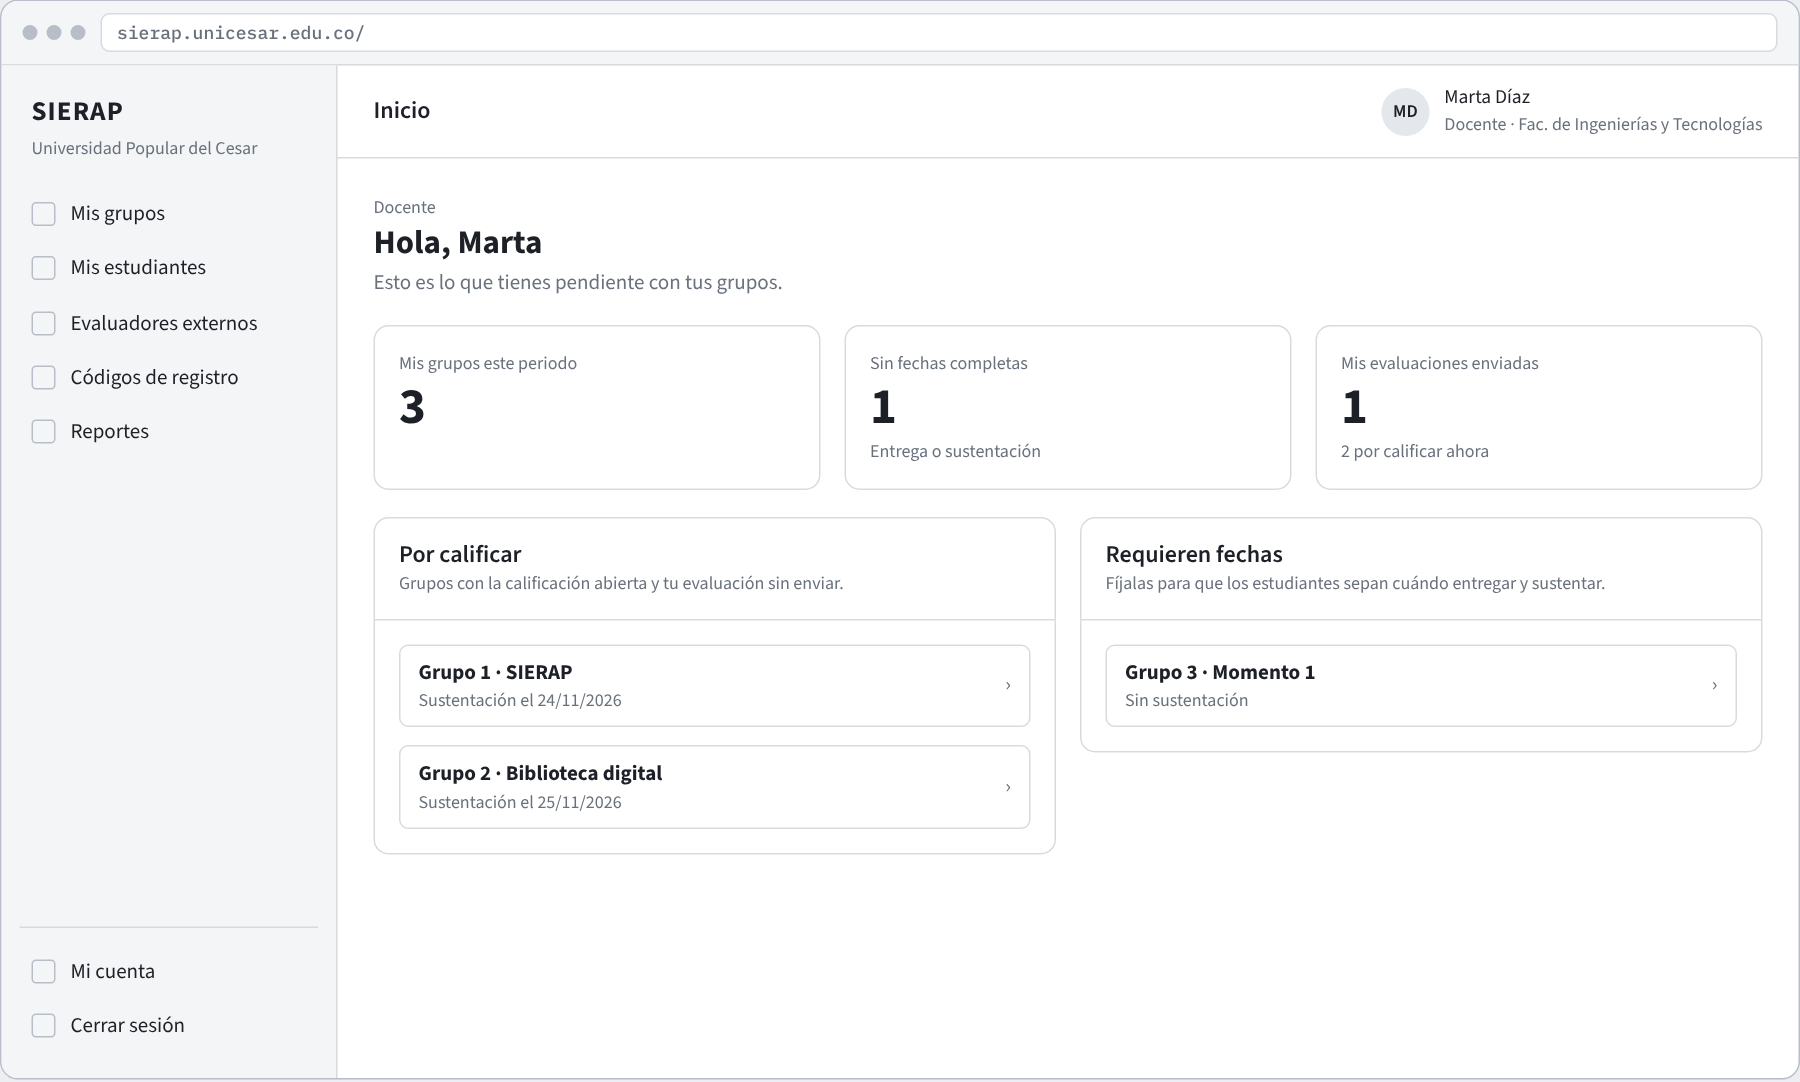 sierap.unicesar.edu.co/
SIERAP
Universidad Popular del Cesar
Mis grupos
Mis estudiantes
Evaluadores externos
Códigos de registro
Reportes
Mi cuenta
Cerrar sesión
Inicio
MD
Marta Díaz
Docente · Fac. de Ingenierías y Tecnologías
Docente
Hola, Marta
Esto es lo que tienes pendiente con tus grupos.
Mis grupos este periodo
3
Sin fechas completas
1
Entrega o sustentación
Mis evaluaciones enviadas
1
2 por calificar ahora
Por calificar
Grupos con la calificación abierta y tu evaluación sin enviar.
Grupo 1 · SIERAP
Sustentación el 24/11/2026
›
Grupo 2 · Biblioteca digital
Sustentación el 25/11/2026
›
Requieren fechas
Fíjalas para que los estudiantes sepan cuándo entregar y sustentar.
Grupo 3 · Momento 1
Sin sustentación
›